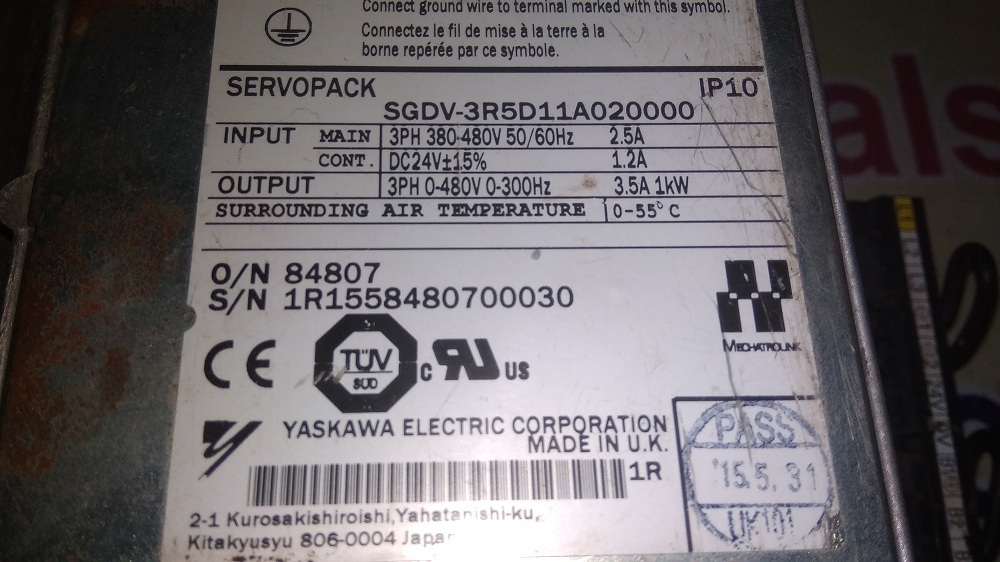 Connect ground wire to terminal marked with this symbol.
Connectez le fil de mise à la terre à la
borne repérée par ce symbole.
SERVOPACK IP10
SGDV-3R5D11A020000
INPUT MAIN 3PH 380-480V 50/60Hz 2.5A
CONT. DC24V±15% 1.2A
OUTPUT 3PH 0-480V 0-300Hz 3.5A 1kW
SURROUNDING AIR TEMPERATURE 0-55°C
O/N 84807
S/N 1R1558480700030
MECHATROLINK
CE TÜV SÜD c RU US
YASKAWA ELECTRIC CORPORATION
MADE IN U.K.
1R
PASS
'15.5.31
UK101
2-1 Kurosakishiroishi,Yahatanishi-ku,
Kitakyusyu 806-0004 Japan
als